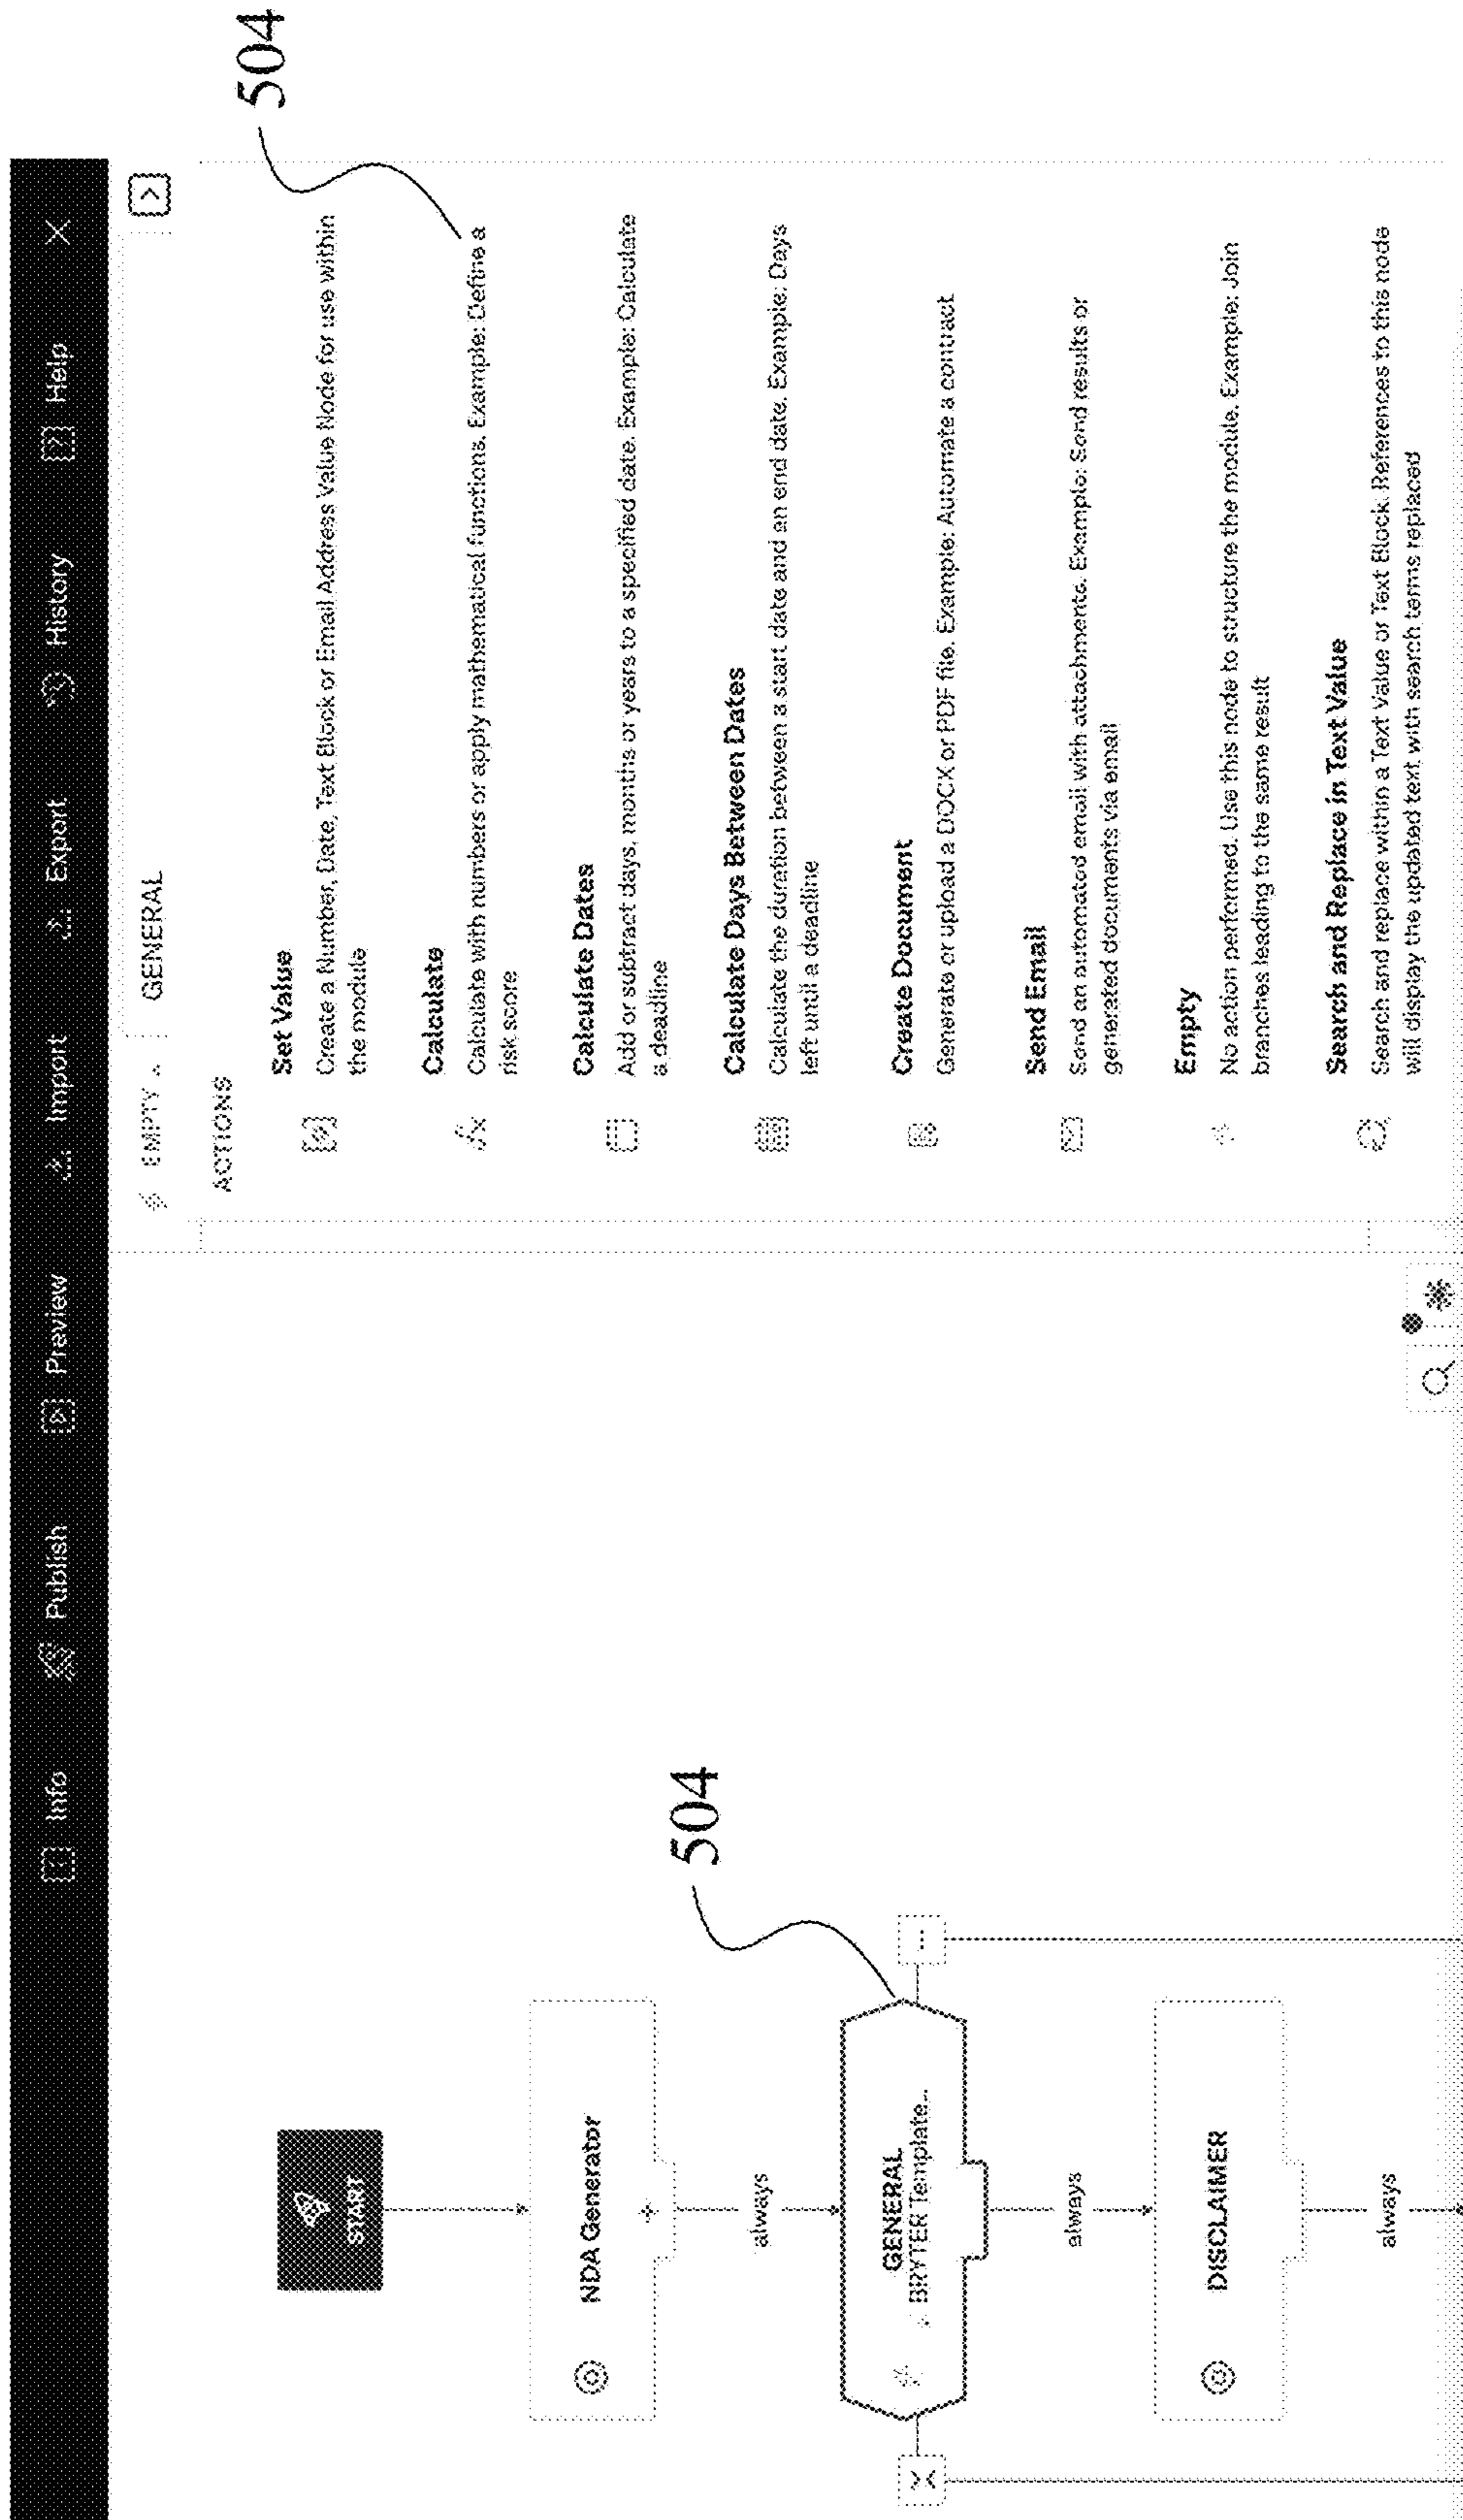 Info
Publish
Preview
Import
Export
History
Help
504
504
START
NDA Generator
always
GENERAL
BRYTER Template...
always
DISCLAIMER
always
EMPTY
GENERAL
ACTIONS
Set Value
Create a Number, Date, Text Block or Email Address Value Node for use within
the module
Calculate
Calculate with numbers or apply mathematical functions. Example: Define a
risk score
Calculate Dates
Add or subtract days, months or years to a specified date. Example: Calculate
a deadline
Calculate Days Between Dates
Calculate the duration between a start date and an end date. Example: Days
left until a deadline
Create Document
Generate or upload a DOCX or PDF file. Example: Automate a contract
Send Email
Send an automated email with attachments. Example: Send results or
generated documents via email
Empty
No action performed. Use this node to structure the module. Example: Join
branches leading to the same result
Search and Replace in Text Value
Search and replace within a Text Value or Text Block. References to this node
will display the updated text with search terms replaced